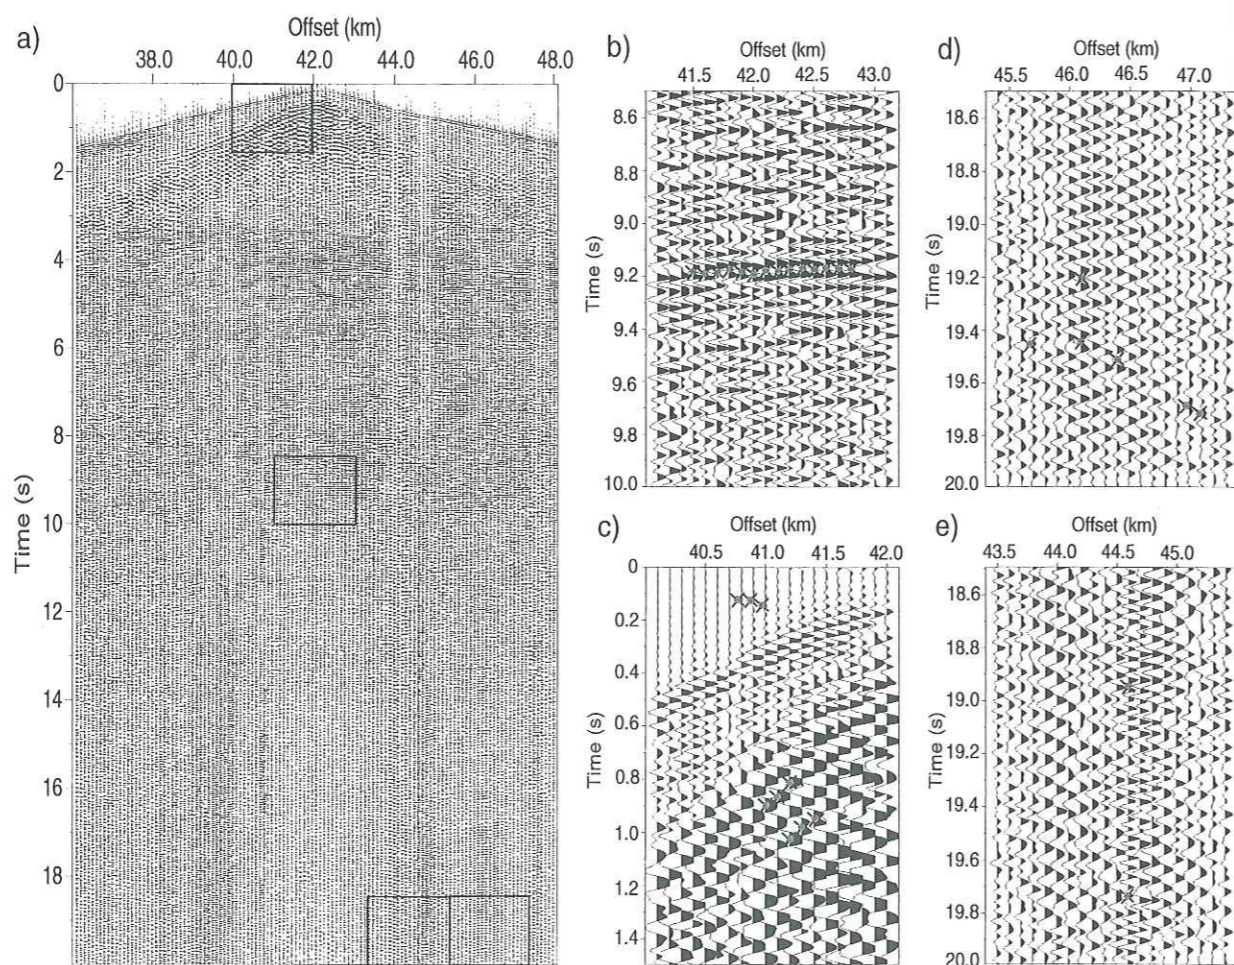 a)
Offset (km)
38.0 40.0 42.0 44.0 46.0 48.0
0
2
4
6
8
10
12
14
16
18
Time (s)
b)
Offset (km)
41.5 42.0 42.5 43.0
8.6
8.8
9.0
9.2
9.4
9.6
9.8
10.0
Time (s)
d)
Offset (km)
45.5 46.0 46.5 47.0
18.6
18.8
19.0
19.2
19.4
19.6
19.8
20.0
Time (s)
c)
Offset (km)
40.5 41.0 41.5 42.0
0
0.2
0.4
0.6
0.8
1.0
1.2
1.4
Time (s)
e)
Offset (km)
43.5 44.0 44.5 45.0
18.6
18.8
19.0
19.2
19.4
19.6
19.8
20.0
Time (s)